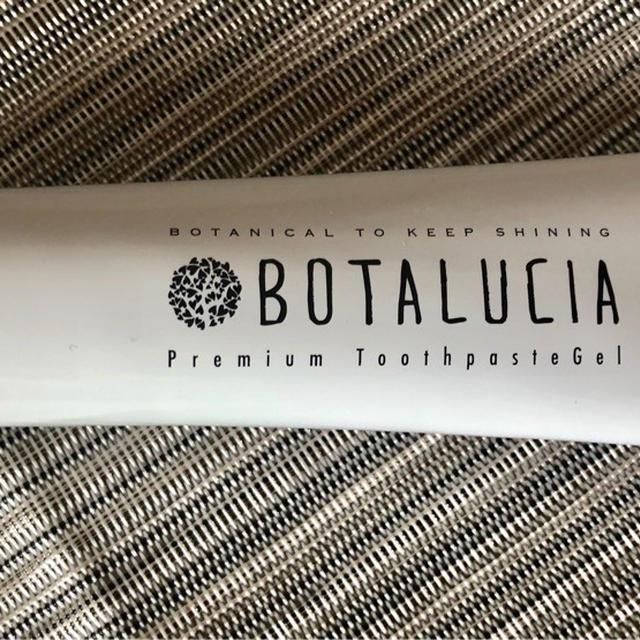 BOTANICAL TO KEEP SHINING
BOTALUCIA
Premium ToothpasteGel